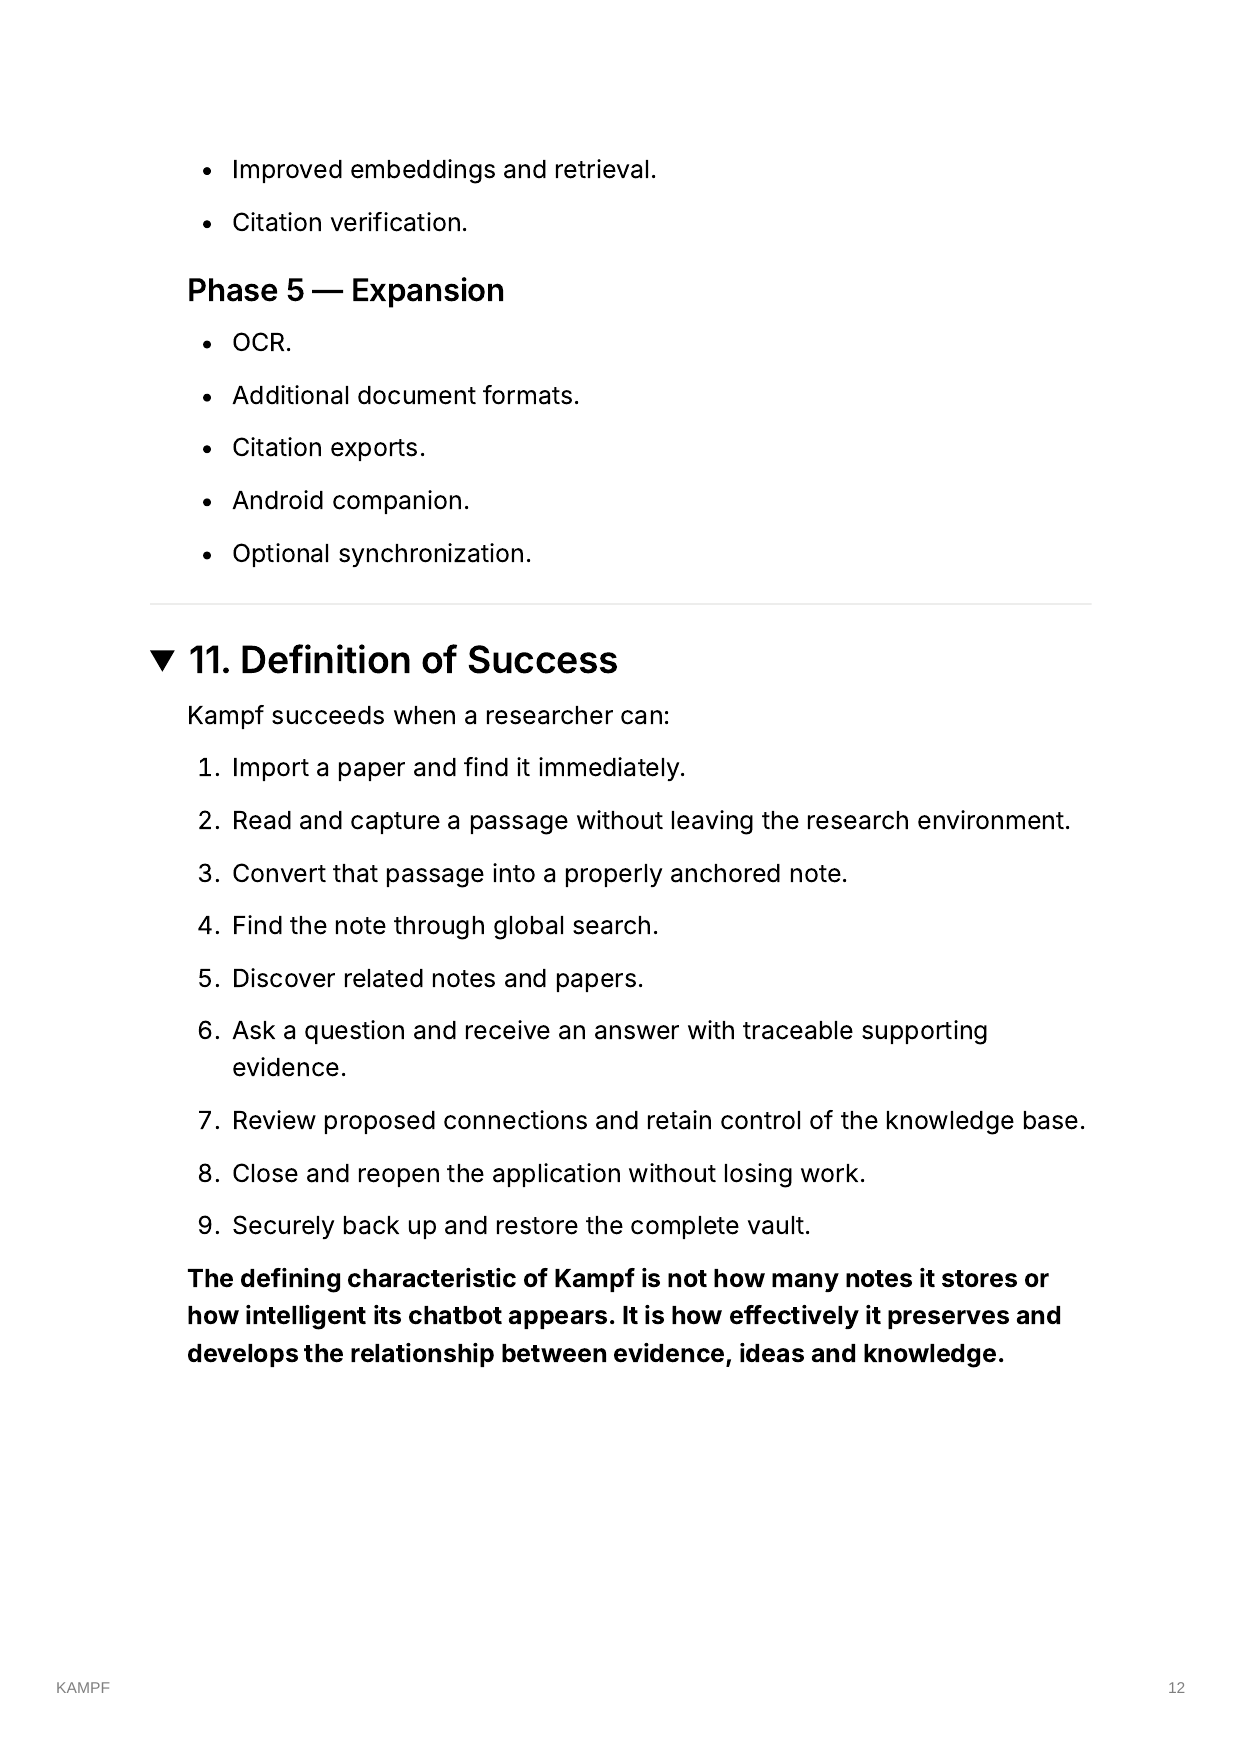 • Improved embeddings and retrieval.
• Citation verification.
Phase 5 — Expansion
• OCR.
• Additional document formats.
• Citation exports.
• Android companion.
• Optional synchronization.
▼ 11. Definition of Success
Kampf succeeds when a researcher can:
1. Import a paper and find it immediately.
2. Read and capture a passage without leaving the research environment.
3. Convert that passage into a properly anchored note.
4. Find the note through global search.
5. Discover related notes and papers.
6. Ask a question and receive an answer with traceable supporting
evidence.
7. Review proposed connections and retain control of the knowledge base.
8. Close and reopen the application without losing work.
9. Securely back up and restore the complete vault.
The defining characteristic of Kampf is not how many notes it stores or
how intelligent its chatbot appears. It is how effectively it preserves and
develops the relationship between evidence, ideas and knowledge.
KAMPF 12